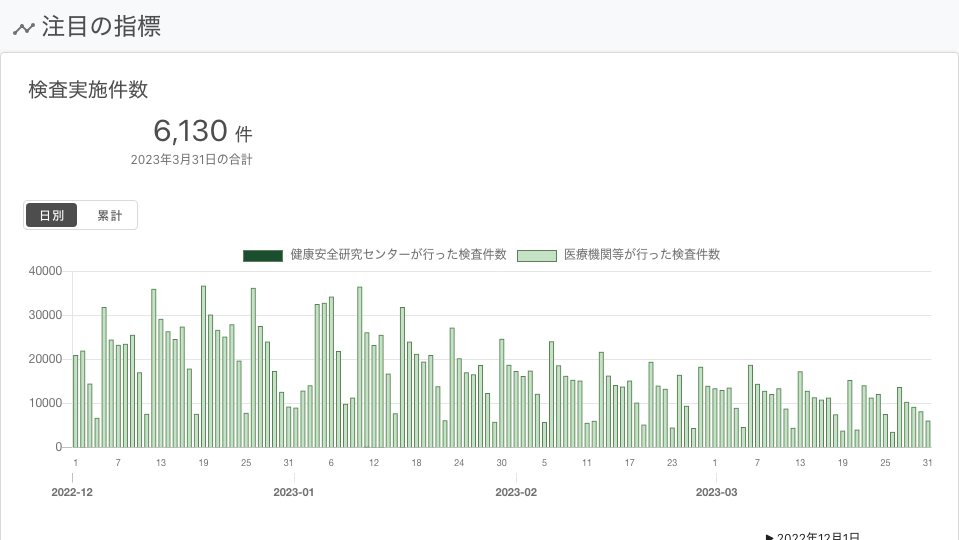 注目の指標
検査実施件数
6,130 件
2023年3月31日の合計
日別 累計
健康安全研究センターが行った検査件数 医療機関等が行った検査件数
40000
30000
20000
10000
0
1 7 13 19 25 31 6 12 18 24 30 5 11 17 23 1 7 13 19 25 31
2022-12 2023-01 2023-02 2023-03
▶ 2022年12月1日